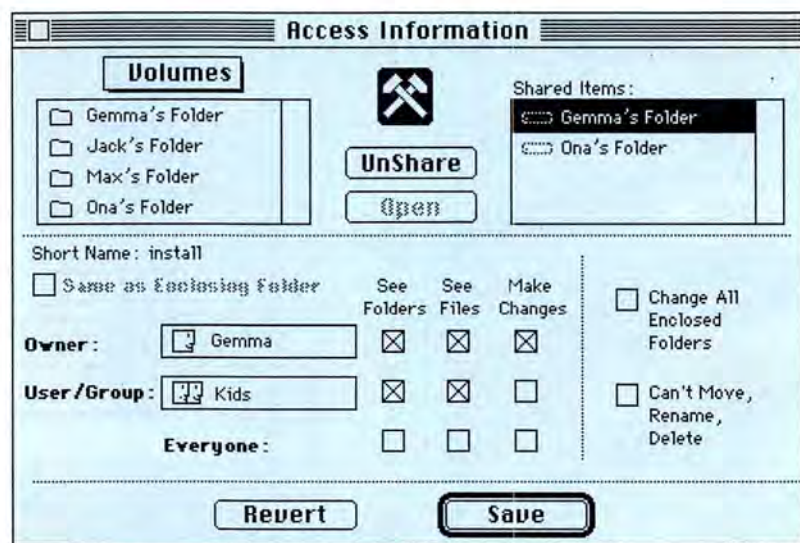 Access Information
Volumes
Gemma's Folder
Jack's Folder
Max's Folder
Ona's Folder
UnShare
Open
Shared Items:
Gemma's Folder
Ona's Folder
Short Name: install
Same as Enclosing Folder
See Folders
See Files
Make Changes
Owner: Gemma
User/Group: Kids
Everyone:
Change All
Enclosed
Folders
Can't Move,
Rename,
Delete
Revert
Save